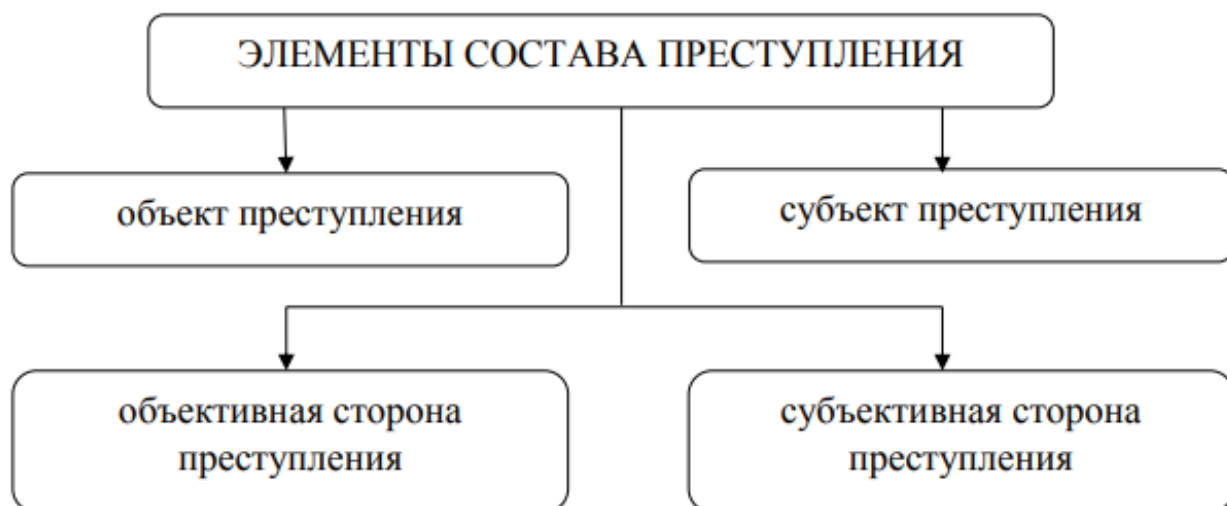 ЭЛЕМЕНТЫ СОСТАВА ПРЕСТУПЛЕНИЯ
объект преступления
субъект преступления
объективная сторона
преступления
субъективная сторона
преступления